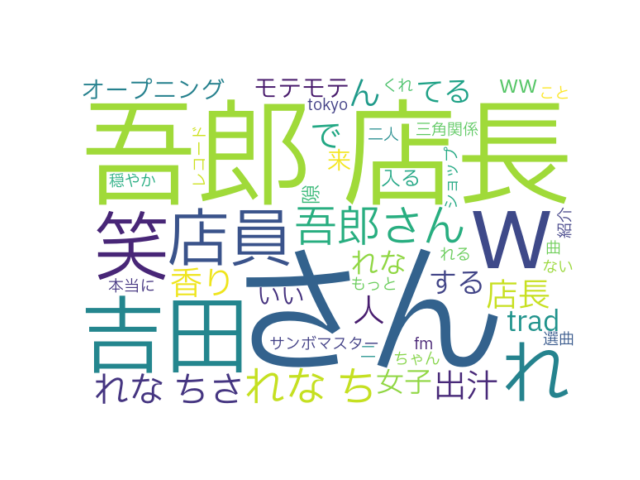 オープニング
モテモテ
ん
くれ
てる
ww
こと
tokyo
吾郎 店長
レコード
で
二人
三角関係
来
穏やか
隙
入る
ショップ
笑
店員
吾郎さん
w
紹介
曲
れな
れる
ない
本当に
香り
いい
もっと
人
する
店長
吉田
さん
trad
サンボマスター
fm
選曲
二
ちゃん
れ
れな ちさ
れな ち
女子
出汁